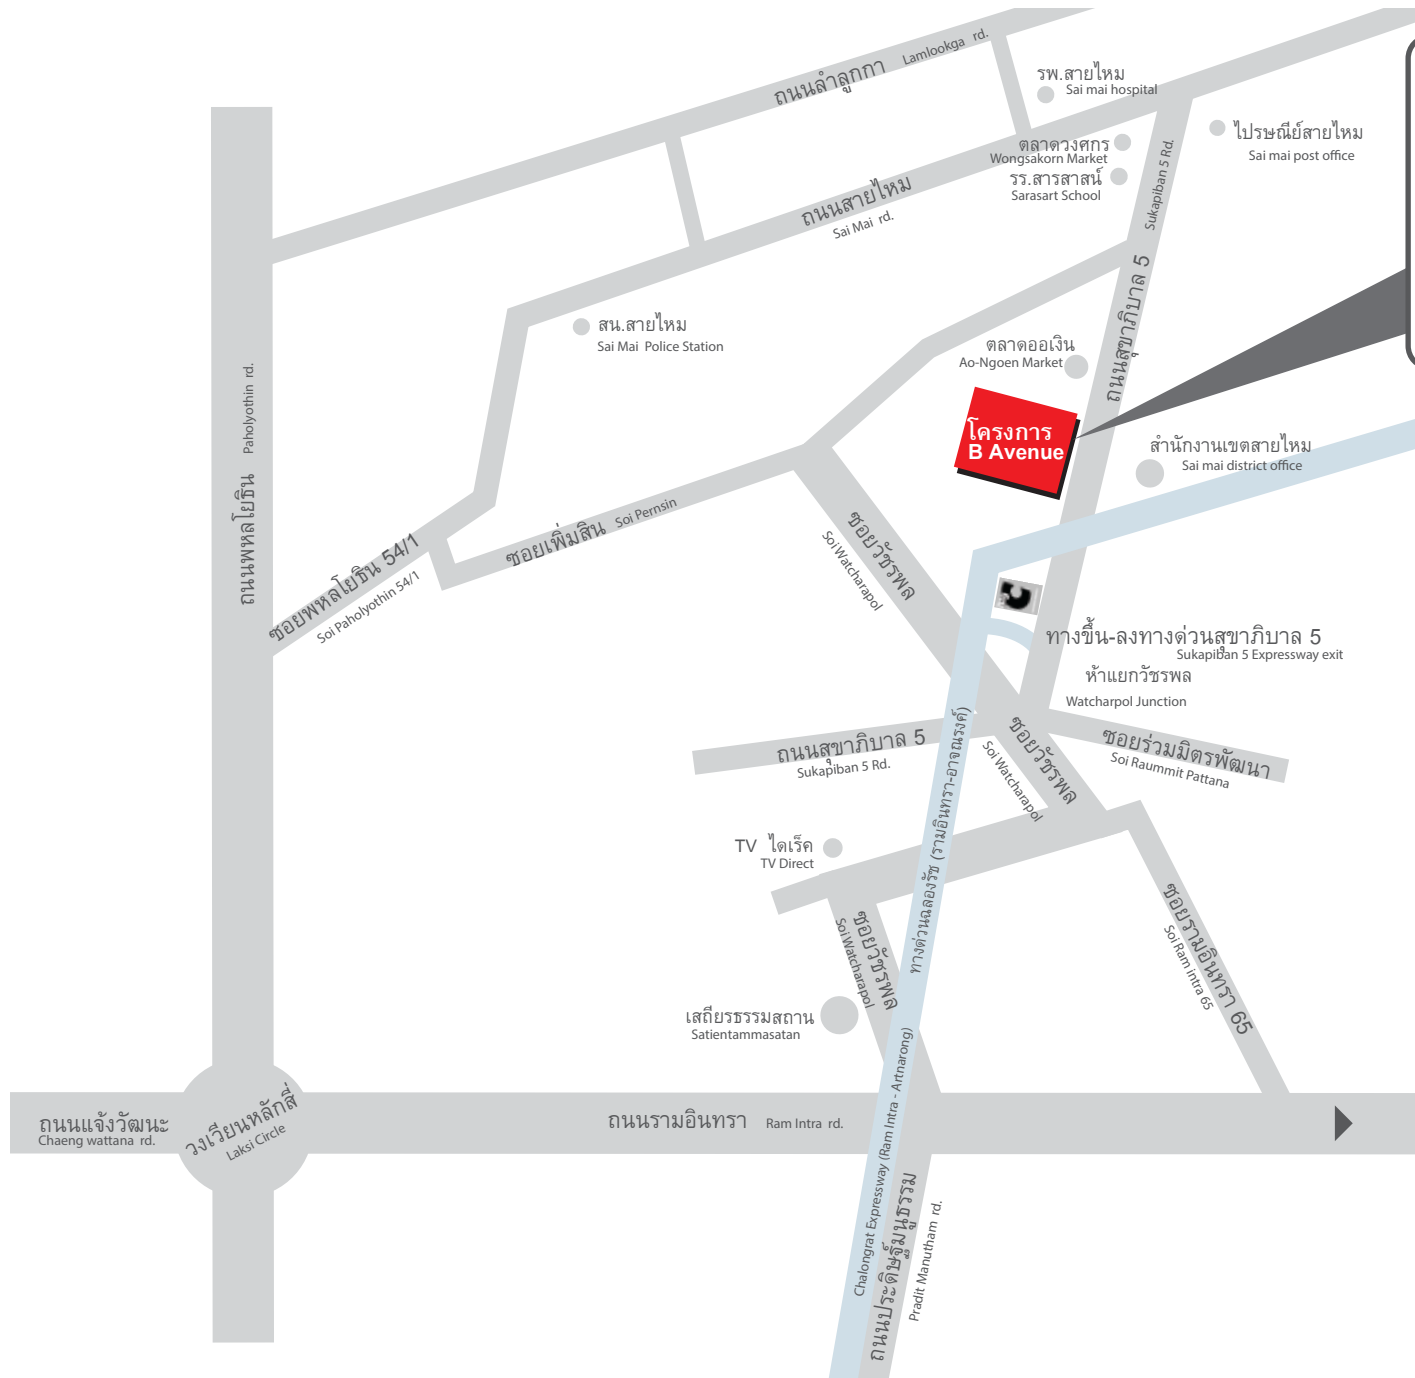 ถนนลำลูกกา Lamlookga rd.
รพ.สายไหม
Sai mai hospital
ไปรษณีย์สายไหม
Sai mai post office
ตลาดวงศกร
Wongsakorn Market
รร.สารสาสน์
Sarasart School
Sukapiban 5 Rd.
ถนนสุขาภิบาล 5
ถนนสายไหม
Sai Mai rd.
สน.สายไหม
Sai Mai Police Station
ตลาดออเงิน
Ao-Ngoen Market
โครงการ
B Avenue
สำนักงานเขตสายไหม
Sai mai district office
ถนนพหลโยธิน Paholyothin rd.
ซอยพหลโยธิน 54/1
Soi Paholyothin 54/1
ซอยเพิ่มสิน Soi Pernsin
ซอยวัชรพล
Soi Watcharapol
ทางขึ้น-ลงทางด่วนสุขาภิบาล 5
Sukapiban 5 Expressway exit
ห้าแยกวัชรพล
Watcharpol Junction
ถนนสุขาภิบาล 5
Sukapiban 5 Rd.
ซอยวัชรพล
Soi Watcharapol
ซอยร่วมมิตรพัฒนา
Soi Raummit Pattana
TV ไดเร็ค
TV Direct
ทางด่วนฉลองรัช (รามอินทรา-อาจณรงค์)
Chalongrat Expressway (Ram Intra - Artnarong)
ซอยวัชรพล
Soi Watcharapol
ซอยรามอินทรา 65
Soi Ram intra 65
เสถียรธรรมสถาน
Satientammasatan
ถนนแจ้งวัฒนะ
Chaeng wattana rd.
วงเวียนหลักสี่
Laksi Circle
ถนนรามอินทรา Ram Intra rd.
ถนนประดิษฐ์มนูธรรม
Pradit Manutham rd.